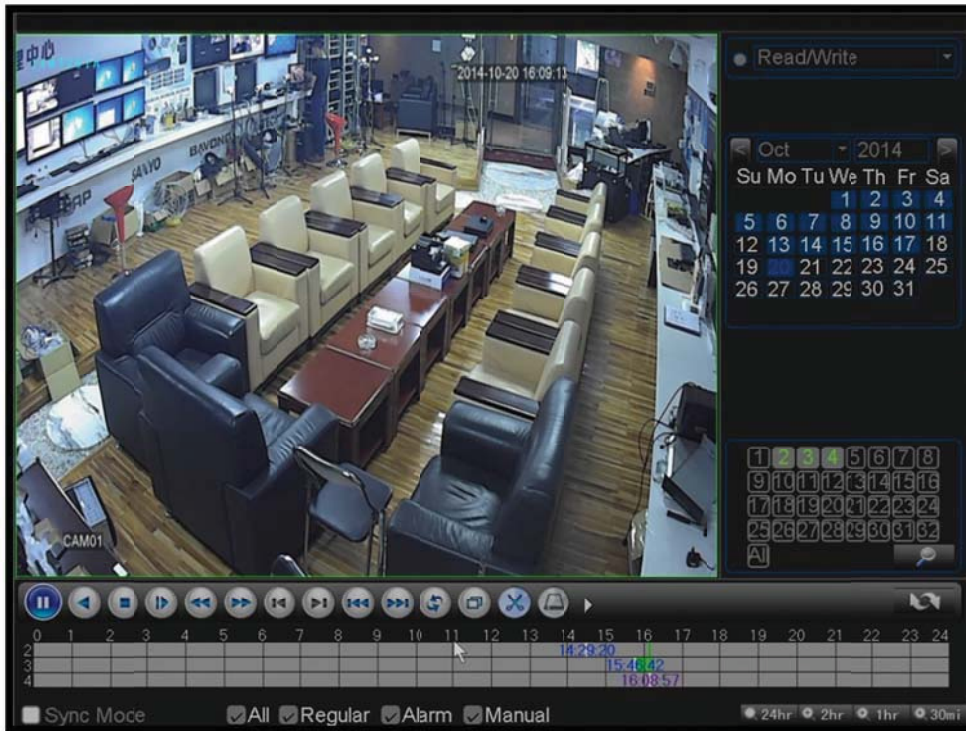 中心
2014-10-20 16:09:13
SANYO
BAVONO
CAM01
Read/Write
Oct 2014
Su Mo Tu We Th Fr Sa
1 2 3 4
5 6 7 8 9 10 11
12 13 14 15 16 17 18
19 20 21 22 23 24 25
26 27 28 29 30 31
1 2 3 4 5 6 7 8
9 10 11 12 13 14 15 16
17 18 19 20 21 22 23 24
25 26 27 28 29 30 31 32
Al
0 1 2 3 4 5 6 7 8 9 10 11 12 13 14 15 16 17 18 19 20 21 22 23 24
2 14:29:20
3 15:46:42
4 16:08:57
Sync Moce All Regular Alarm Manual
24hr 2hr 1hr 30mi